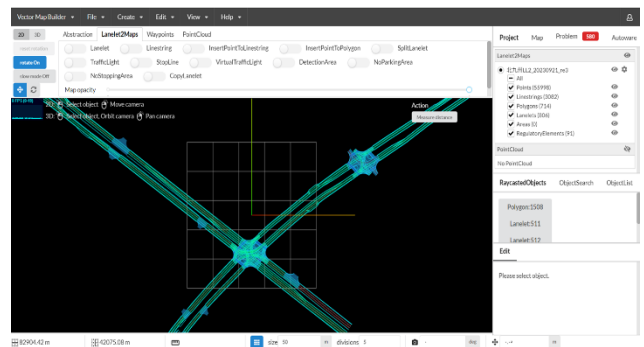 Vector Map Builder File Create Edit View Help
2D 3D Abstraction Lanelet2Maps Waypoints PointCloud
Lanelet Linestring InsertPointToLinestring InsertPointToPolygon SplitLanelet
rotate On TrafficLight StopLine VirtualTrafficLight DetectionArea NoParkingArea
view mode Off NoStoppingArea CopyLanelet
Map opacity
2D: Select object Move camera
3D: Select object, Orbit camera Pan camera
Action
Measure distance
Project Map Problem 580 Autoware
Lanelet2Maps
All
Points (55998)
Linestrings (3082)
Polygons (714)
Lanelets (804)
Areas (0)
RegulatoryElements (91)
PointCloud
No PointCloud
RaycastedObjects ObjectSearch ObjectList
Polygon:1508
Lanelet:511
Lanelet:512
Edit
Please select object.
82904.42 m 42075.08 m size 50 m divisions 5 - deg -.-- m